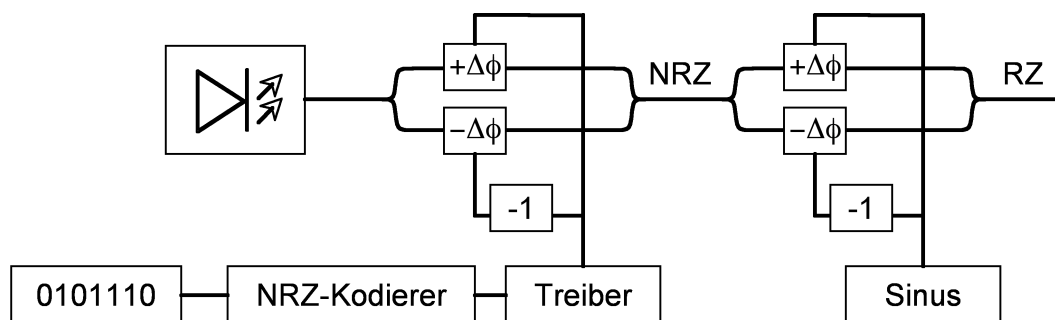 +Δϕ
NRZ
+Δϕ
RZ
−Δϕ
−Δϕ
-1
-1
0101110
NRZ-Kodierer
Treiber
Sinus